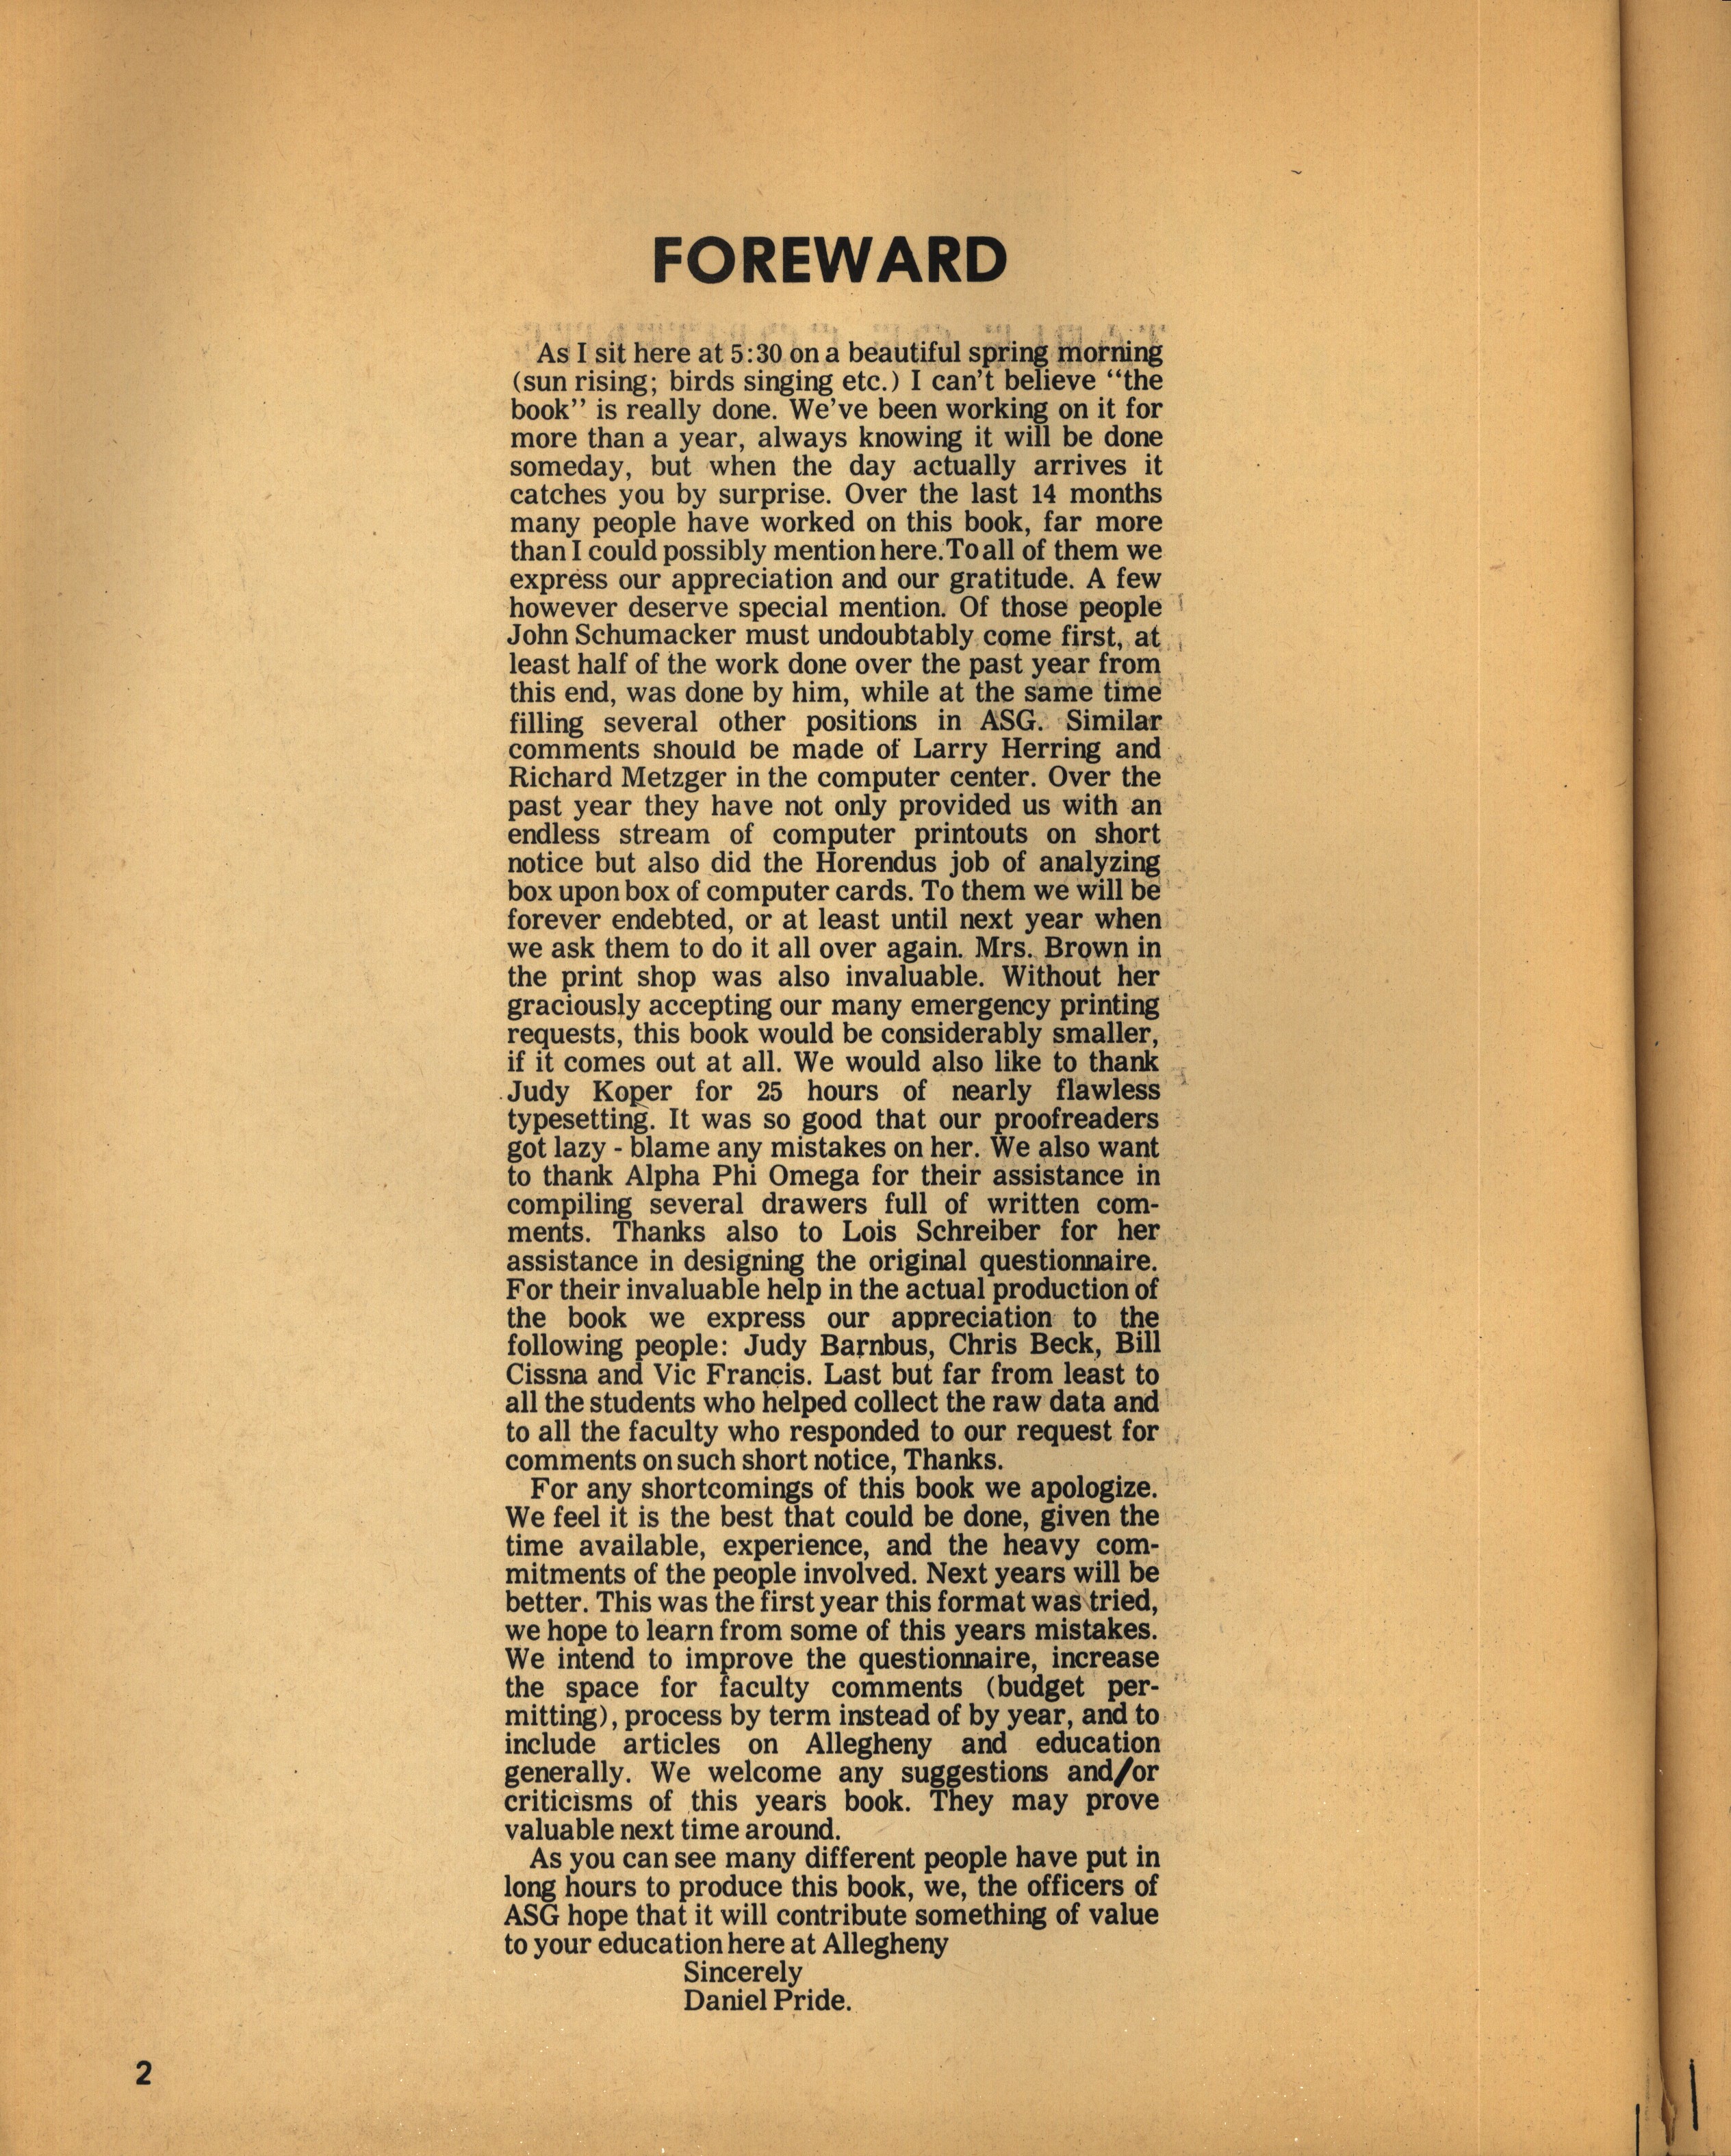 FOREWARD
As I sit here at 5:30 on a beautiful spring morning
(sun rising; birds singing etc.) I can't believe “the
book” is really done. We've been working on it for
more than a year, always knowing it will be done
someday, but when the day actually arrives it
catches you by surprise. Over the last 14 months
many people have worked on this book, far more
than I could possibly mention here. To all of them we
express our appreciation and our gratitude. A few
however deserve special mention. Of those people
John Schumacker must undoubtably come first, at
least half of the work done over the past year from
this end, was done by him, while at the same time
filling several other positions in ASG. Similar
comments should be made of Larry Herring and
Richard Metzger in the computer center. Over the
past year they have not only provided us with an
endless stream of computer printouts on short
notice but also did the Horendus job of analyzing
box upon box of computer cards. To them we will be
forever endebted, or at least until next year when
we ask them to do it all over again. Mrs. Brown in
the print shop was also invaluable. Without her
graciously accepting our many emergency printing
requests, this book would be considerably smaller,
if it comes out at all. We would also like to thank
Judy Koper for 25 hours of nearly flawless
typesetting. It was so good that our proofreaders
got lazy - blame any mistakes on her. We also want
to thank Alpha Phi Omega for their assistance in
compiling several drawers full of written com-
ments. Thanks also to Lois Schreiber for her
assistance in designing the original questionnaire.
For their invaluable help in the actual production of
the book we express our appreciation to the
following people: Judy Barnbus, Chris Beck, Bill
Cissna and Vic Francis. Last but far from least to
all the students who helped collect the raw data and
to all the faculty who responded to our request for
comments on such short notice, Thanks.
For any shortcomings of this book we apologize.
We feel it is the best that could be done, given the
time available, experience, and the heavy com-
mitments of the people involved. Next years will be
better. This was the first year this format was tried,
we hope to learn from some of this years mistakes.
We intend to improve the questionnaire, increase
the space for faculty comments (budget per-
mitting), process by term instead of by year, and to
include articles on Allegheny and education
generally. We welcome any suggestions and/or
criticisms of this years book. They may prove
valuable next time around.
As you can see many different people have put in
long hours to produce this book, we, the officers of
ASG hope that it will contribute something of value
to your education here at Allegheny
Sincerely
Daniel Pride.
2